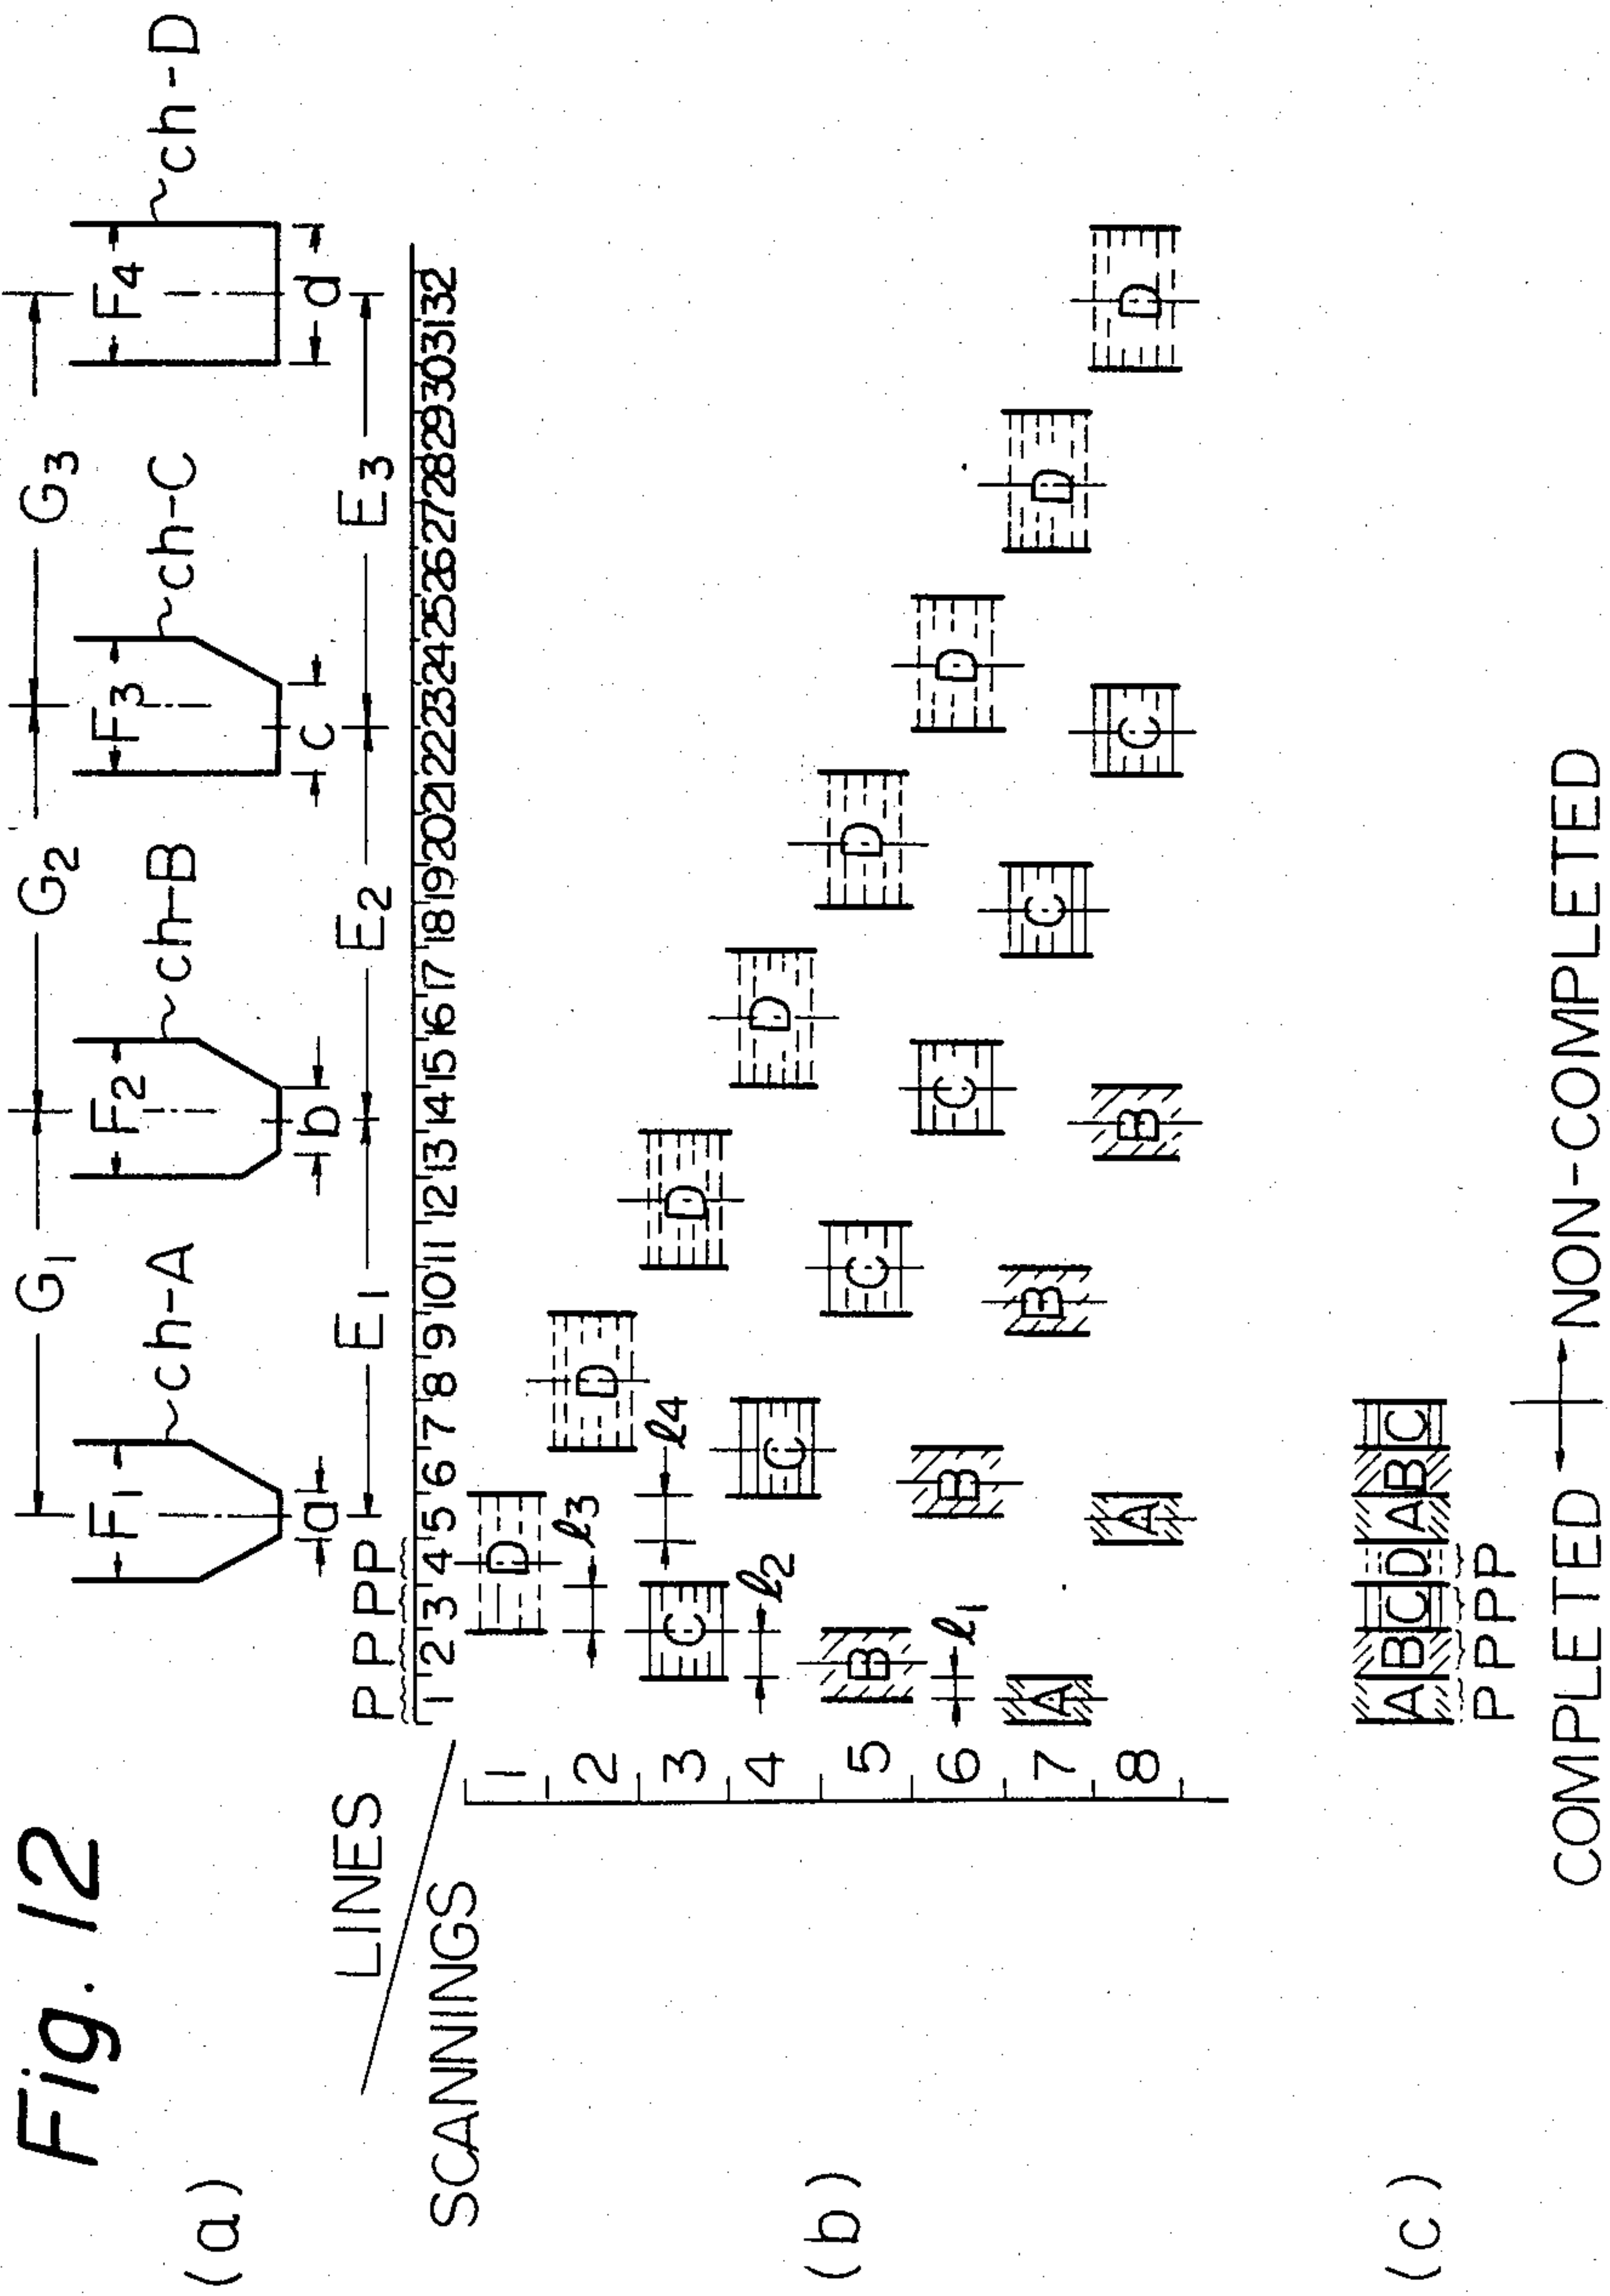 Fig. 12
(a)
G₁ G₂ G₃
F₁ ch-A F₂ ch-B F₃ ch-C F₄ ch-D
a b c d
E₁ E₂ E₃
P P P P
LINES
SCANNINGS
1 2 3 4 5 6 7 8 9 10 11 12 13 14 15 16 17 18 19 20 21 22 23 24 25 26 27 28 29 30 31 32
(b)
1 D
2 D
ℓ₃
3 C D
ℓ₄
4 C D
ℓ₂
5 B C D
6 B C D
ℓ₁
7 A B C D
8 A B C D
(c)
A B C D A B C
P P P P
COMPLETED NON-COMPLETED